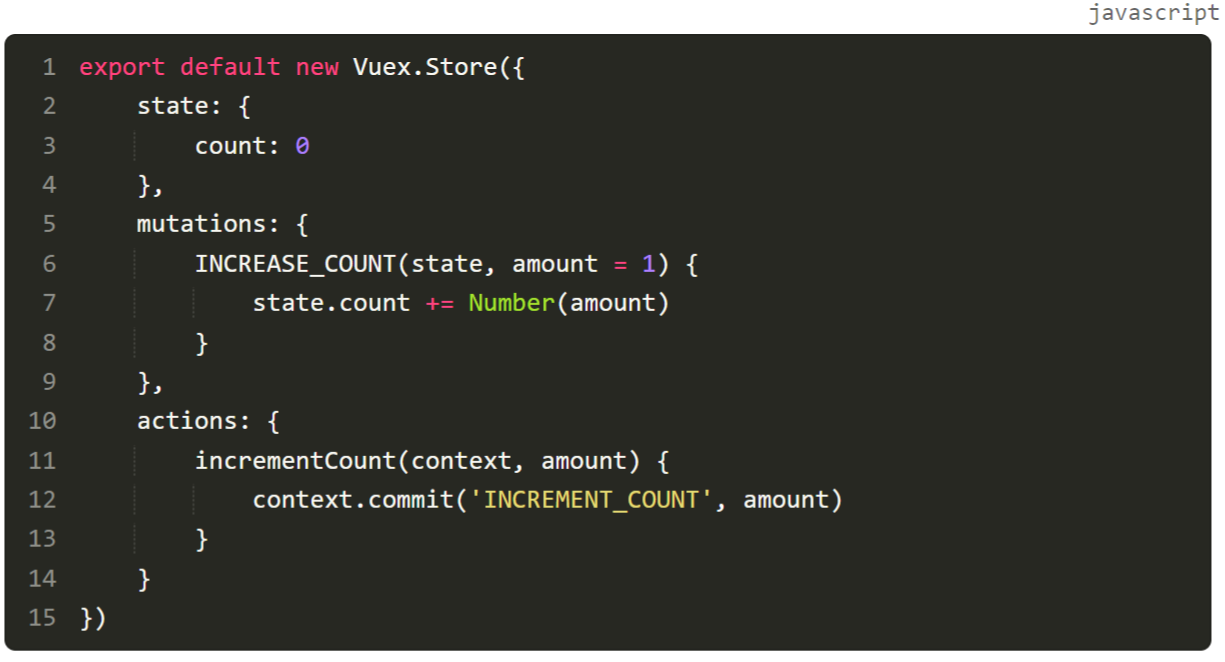 javascript
1 export default new Vuex.Store({
2     state: {
3         count: 0
4     },
5     mutations: {
6         INCREASE_COUNT(state, amount = 1) {
7             state.count += Number(amount)
8         }
9     },
10     actions: {
11         incrementCount(context, amount) {
12             context.commit('INCREMENT_COUNT', amount)
13         }
14     }
15 })